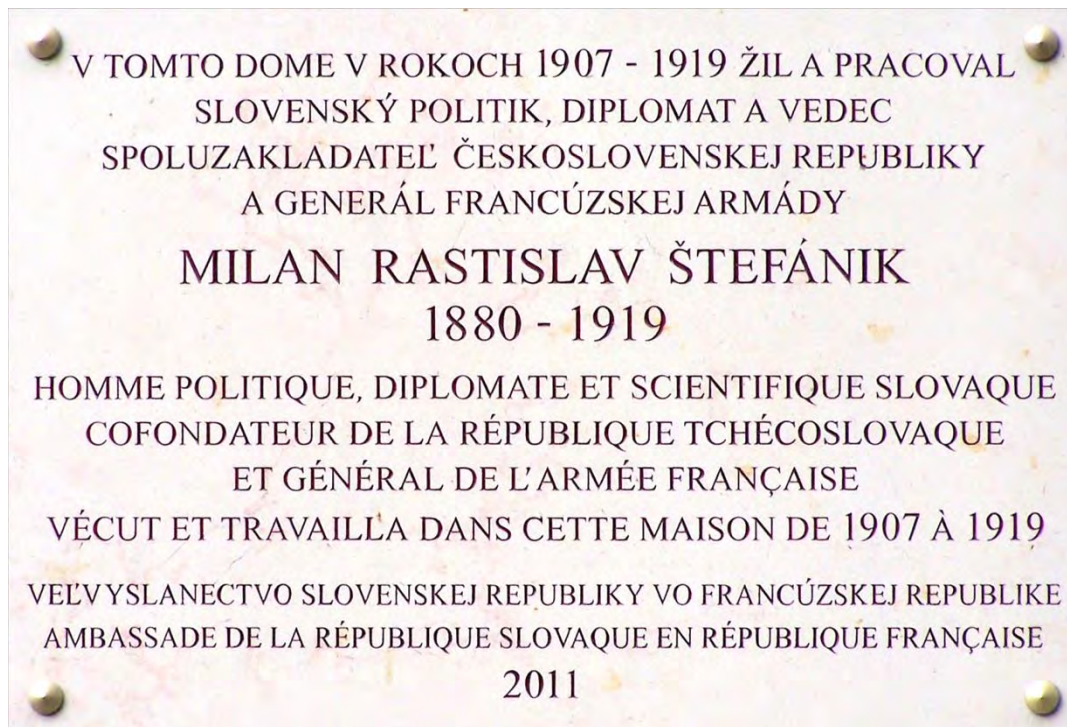 V TOMTO DOME V ROKOCH 1907 - 1919 ŽIL A PRACOVAL
SLOVENSKÝ POLITIK, DIPLOMAT A VEDEC
SPOLUZAKLADATEĽ ČESKOSLOVENSKEJ REPUBLIKY
A GENERÁL FRANCÚZSKEJ ARMÁDY
MILAN RASTISLAV ŠTEFÁNIK
1880 - 1919
HOMME POLITIQUE, DIPLOMATE ET SCIENTIFIQUE SLOVAQUE
COFONDATEUR DE LA RÉPUBLIQUE TCHÉCOSLOVAQUE
ET GÉNÉRAL DE L'ARMÉE FRANÇAISE
VÉCUT ET TRAVAILLA DANS CETTE MAISON DE 1907 À 1919
VEĽVYSLANECTVO SLOVENSKEJ REPUBLIKY VO FRANCÚZSKEJ REPUBLIKE
AMBASSADE DE LA RÉPUBLIQUE SLOVAQUE EN RÉPUBLIQUE FRANÇAISE
2011